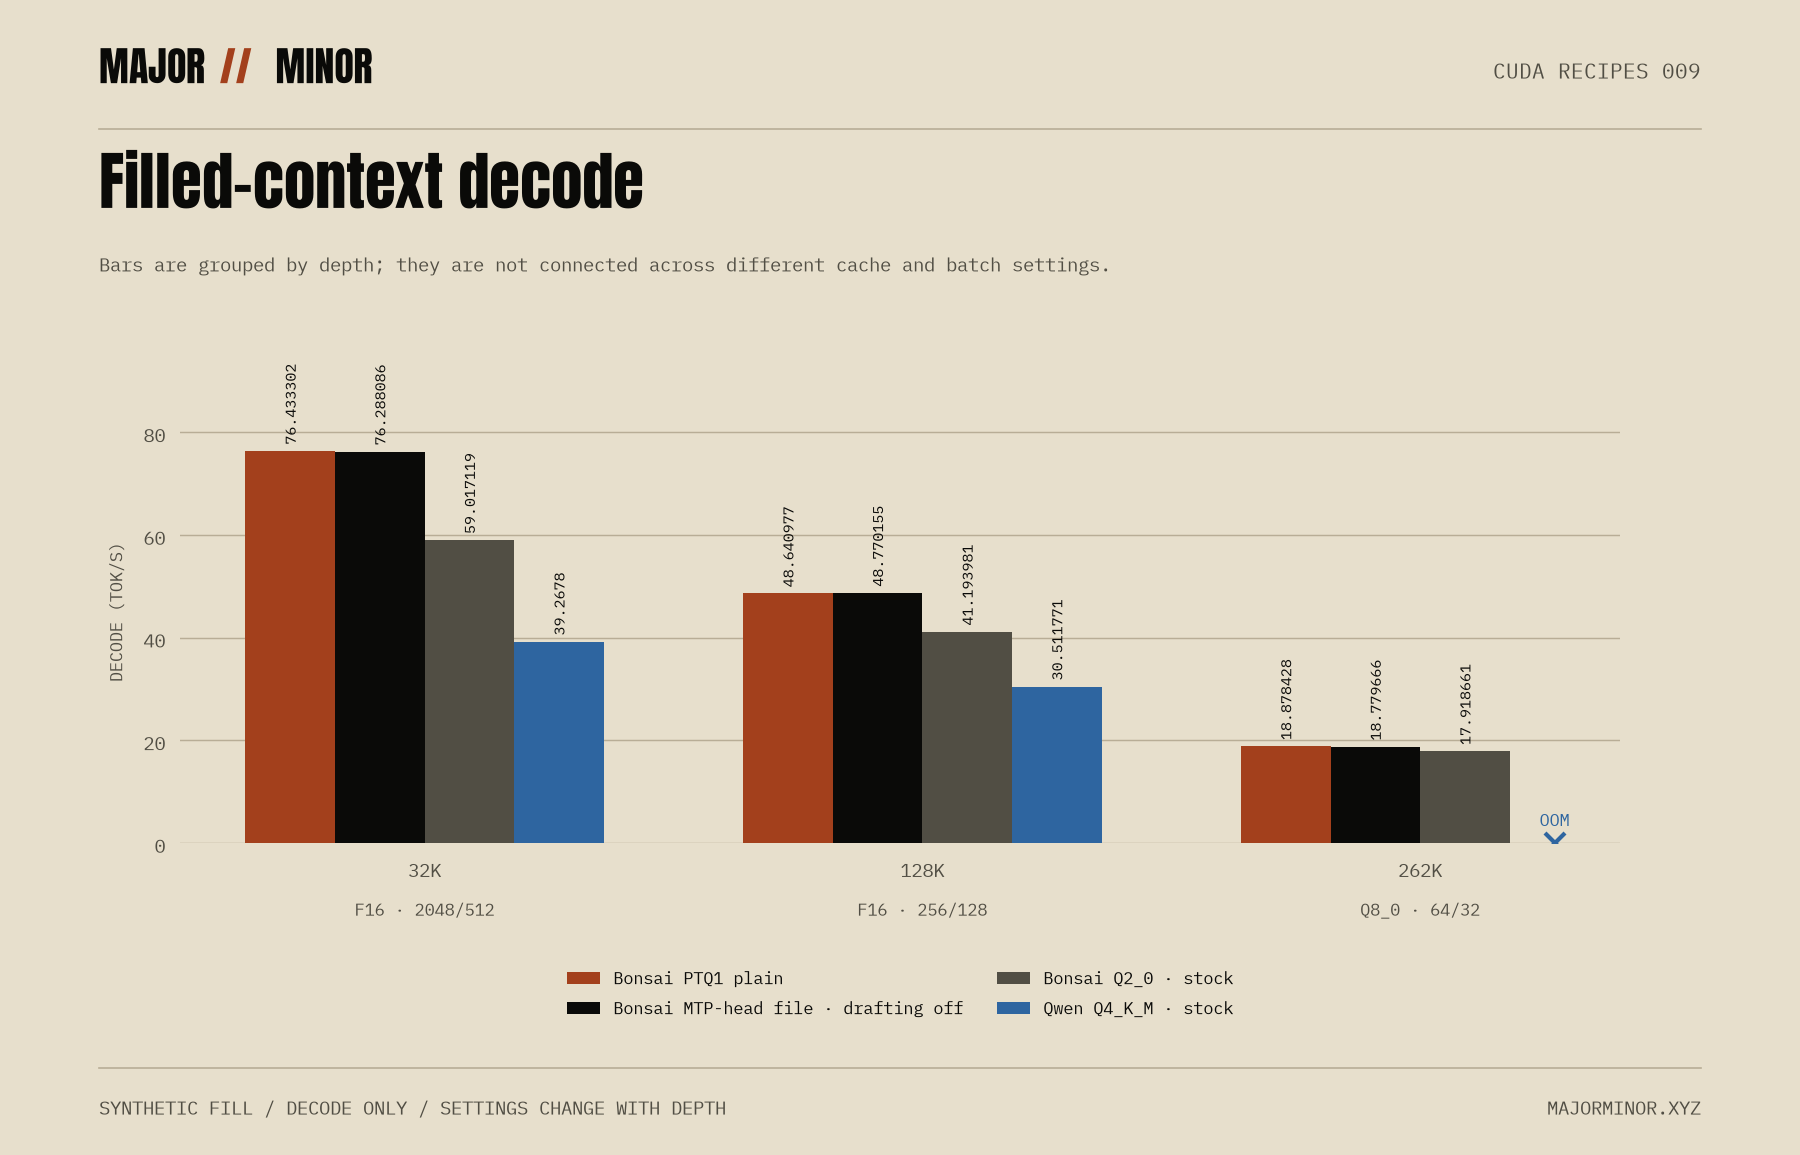 MAJOR // MINOR
CUDA RECIPES 009
Filled-context decode
Bars are grouped by depth; they are not connected across different cache and batch settings.
DECODE (TOK/S)
80
60
40
20
0
76.433302
76.288086
59.017119
39.2678
48.640977
48.770155
41.193981
30.511771
18.878428
18.779666
17.918661
OOM
32K
128K
262K
F16 · 2048/512
F16 · 256/128
Q8_0 · 64/32
Bonsai PTQ1 plain
Bonsai MTP-head file · drafting off
Bonsai Q2_0 · stock
Qwen Q4_K_M · stock
SYNTHETIC FILL / DECODE ONLY / SETTINGS CHANGE WITH DEPTH
MAJORMINOR.XYZ